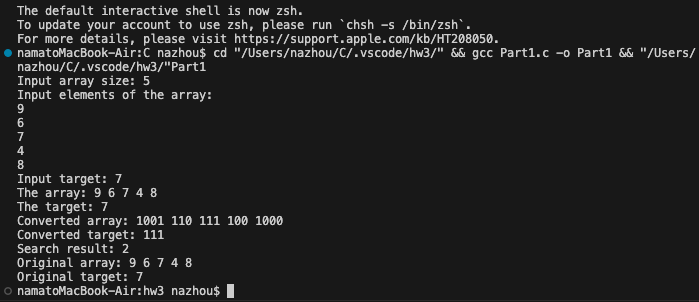 The default interactive shell is now zsh.
To update your account to use zsh, please run `chsh -s /bin/zsh`.
For more details, please visit https://support.apple.com/kb/HT208050.
namatoMacBook-Air:C nazhou$ cd "/Users/nazhou/C/.vscode/hw3/" && gcc Part1.c -o Part1 && "/Users/
nazhou/C/.vscode/hw3/"Part1
Input array size: 5
Input elements of the array:
9
6
7
4
8
Input target: 7
The array: 9 6 7 4 8
The target: 7
Converted array: 1001 110 111 100 1000
Converted target: 111
Search result: 2
Original array: 9 6 7 4 8
Original target: 7
namatoMacBook-Air:hw3 nazhou$